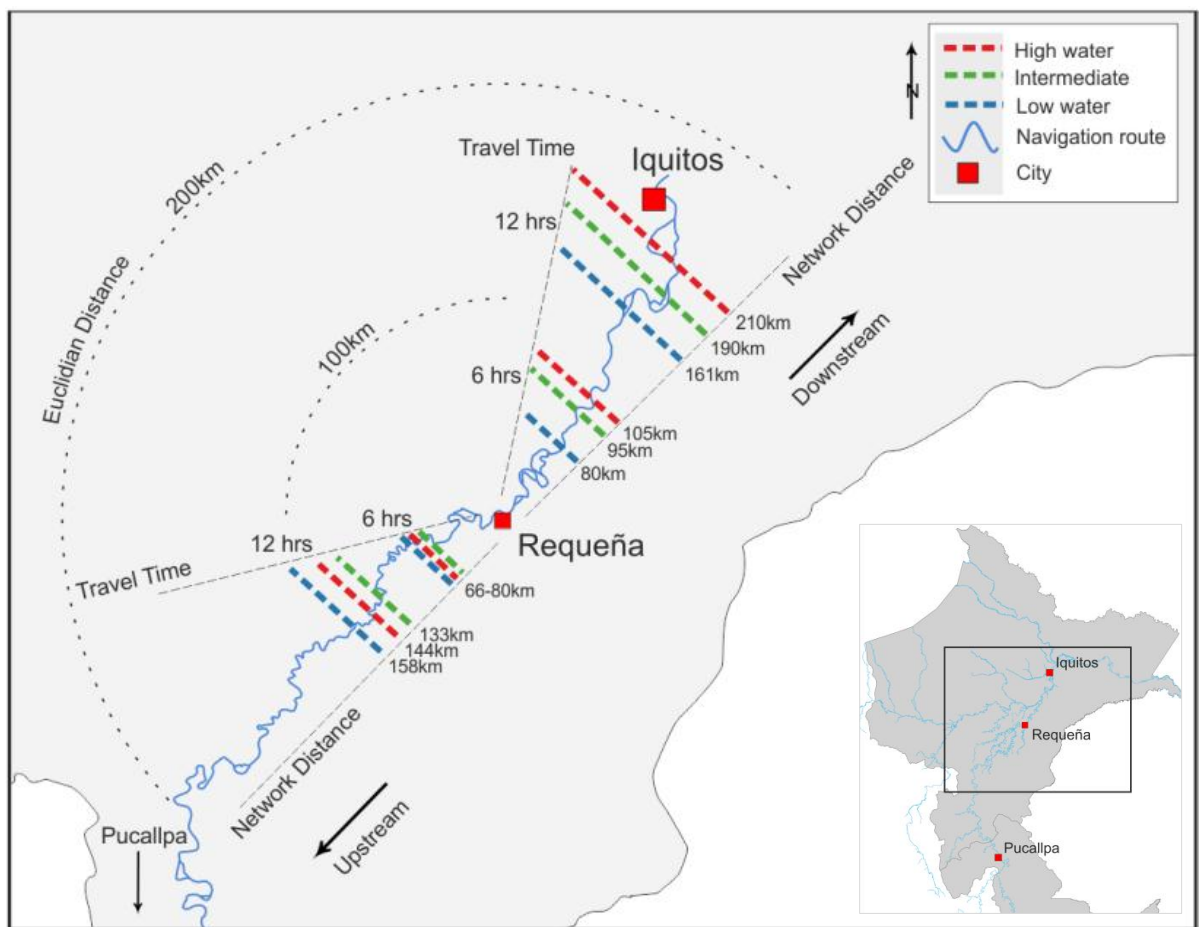 High water
Intermediate
Low water
Navigation route
City
N
Travel Time
Iquitos
200km
12 hrs
Network Distance
Euclidian Distance
100km
210km
190km
161km
Downstream
6 hrs
105km
95km
80km
6 hrs
Requeña
12 hrs
Travel Time
66-80km
133km
144km
158km
Network Distance
Upstream
Pucallpa
Iquitos
Requeña
Pucallpa